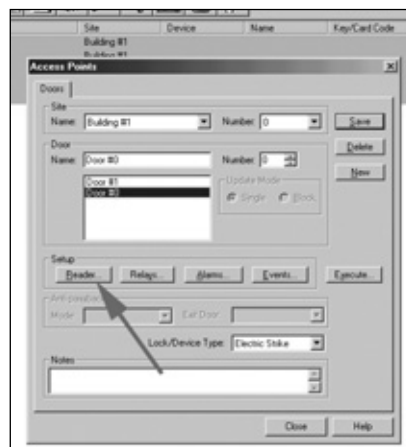 Site Device Name Key/Card Code
Building #1
Building #1
Access Points
Doors
Site
Name: Building #1 Number: 0 Save
Door Delete
Name: Door #0 Number: 0 New
Door #1 Update Mode
Door #0 Single Block
Setup
Reader... Relays... Alarms... Events... Execute...
Anti-passback
Mode: Exit Door:
Lock/Device Type: Electric Strike
Notes
Close Help